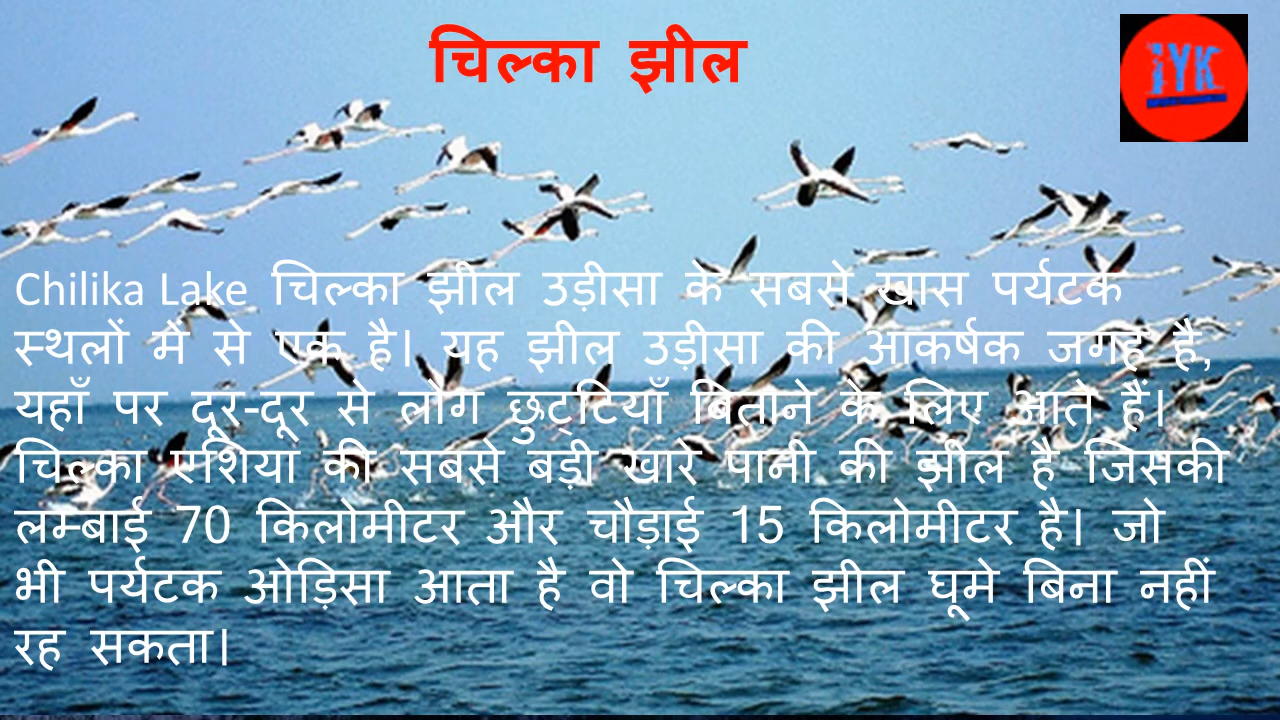 चिल्का झील
IYK
Chilika Lake चिल्का झील उड़ीसा के सबसे खास पर्यटक
स्थलों में से एक है। यह झील उड़ीसा की आकर्षक जगह है,
यहाँ पर दूर-दूर से लोग छुट्टियाँ बिताने के लिए आते हैं।
चिल्का एशिया की सबसे बड़ी खारे पानी की झील है जिसकी
लम्बाई 70 किलोमीटर और चौड़ाई 15 किलोमीटर है। जो
भी पर्यटक ओड़िसा आता है वो चिल्का झील घूमे बिना नहीं
रह सकता।